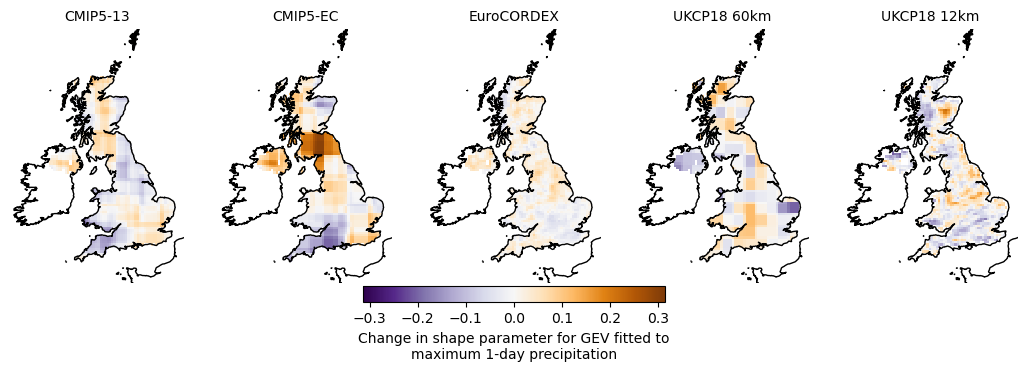 CMIP5-13 CMIP5-EC EuroCORDEX UKCP18 60km UKCP18 12km
−0.3 −0.2 −0.1 0.0 0.1 0.2 0.3
Change in shape parameter for GEV fitted to
maximum 1-day precipitation